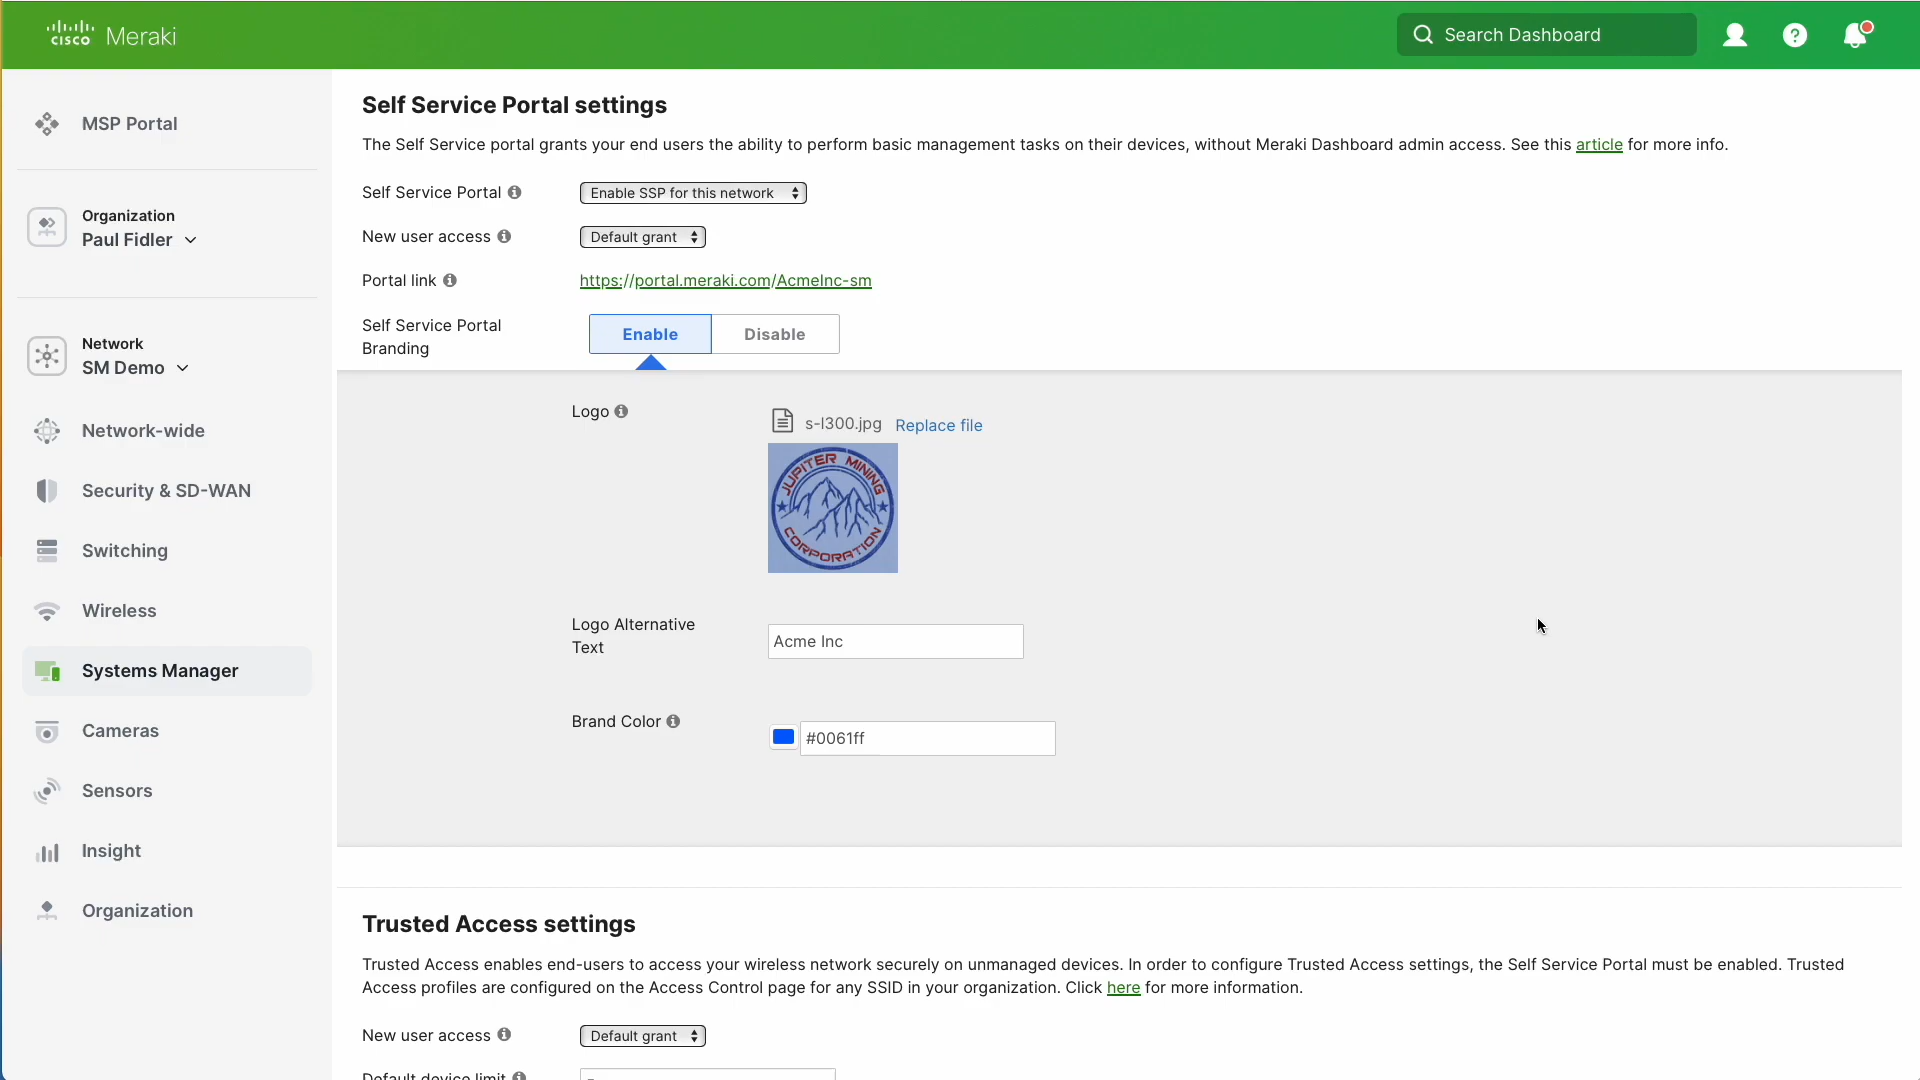 cisco Meraki
Search Dashboard
MSP Portal
Organization
Paul Fidler
Network
SM Demo
Network-wide
Security & SD-WAN
Switching
Wireless
Systems Manager
Cameras
Sensors
Insight
Organization
Self Service Portal settings
The Self Service portal grants your end users the ability to perform basic management tasks on their devices, without Meraki Dashboard admin access. See this article for more info.
Self Service Portal
Enable SSP for this network
New user access
Default grant
Portal link
https://portal.meraki.com/AcmeInc-sm
Self Service Portal
Branding
Enable
Disable
Logo
s-l300.jpg
Replace file
JUPITER MINING
CORPORATION
Logo Alternative
Text
Acme Inc
Brand Color
#0061ff
Trusted Access settings
Trusted Access enables end-users to access your wireless network securely on unmanaged devices. In order to configure Trusted Access settings, the Self Service Portal must be enabled. Trusted
Access profiles are configured on the Access Control page for any SSID in your organization. Click here for more information.
New user access
Default grant
Default device limit